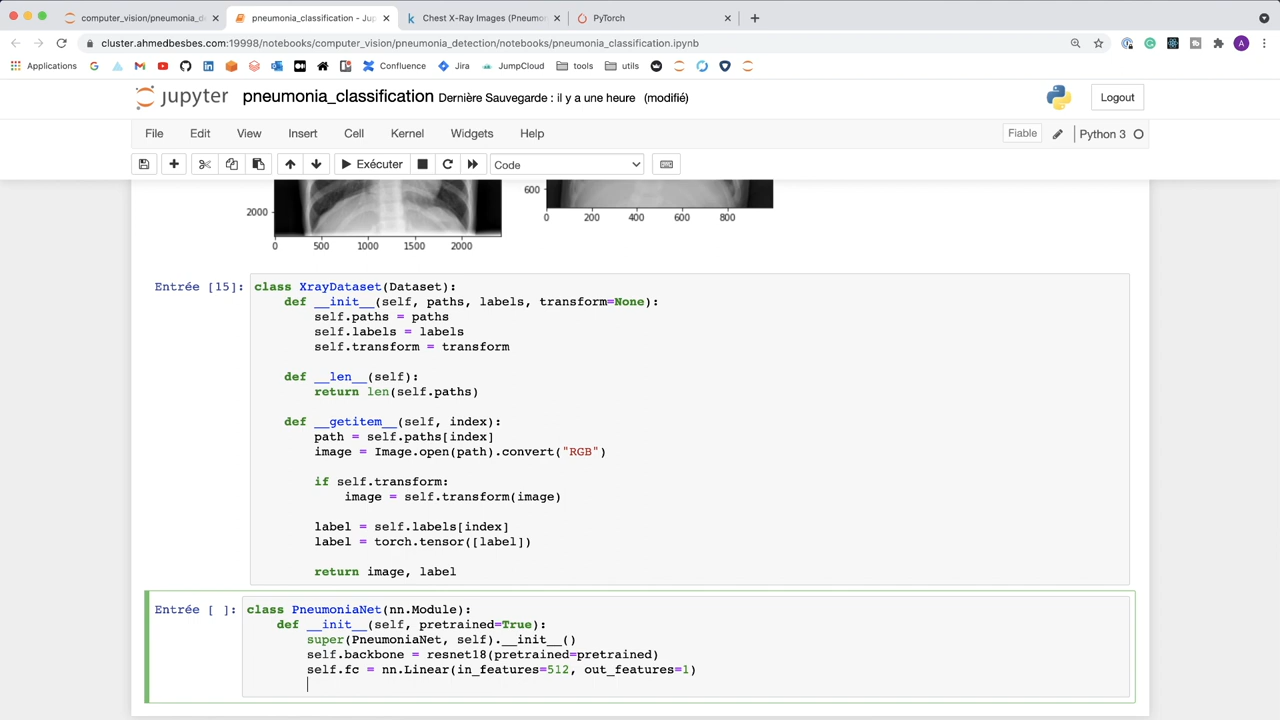 computer_vision/pneumonia_d
pneumonia_classification - Jup
Chest X-Ray Images (Pneumon
PyTorch
cluster.ahmedbesbes.com:19998/notebooks/computer_vision/pneumonia_detection/notebooks/pneumonia_classification.ipynb
A
Applications
Confluence
Jira
JumpCloud
tools
utils
jupyter
pneumonia_classification Dernière Sauvegarde : il y a une heure (modifié)
Logout
File Edit View Insert Cell Kernel Widgets Help
Fiable
Python 3
Exécuter
Code
600
2000
0 200 400 600 800
0 500 1000 1500 2000
Entrée [15]:
class XrayDataset(Dataset):
    def __init__(self, paths, labels, transform=None):
        self.paths = paths
        self.labels = labels
        self.transform = transform
    def __len__(self):
        return len(self.paths)
    def __getitem__(self, index):
        path = self.paths[index]
        image = Image.open(path).convert("RGB")
        if self.transform:
            image = self.transform(image)
        label = self.labels[index]
        label = torch.tensor([label])
        return image, label
Entrée [ ]:
class PneumoniaNet(nn.Module):
    def __init__(self, pretrained=True):
        super(PneumoniaNet, self).__init__()
        self.backbone = resnet18(pretrained=pretrained)
        self.fc = nn.Linear(in_features=512, out_features=1)